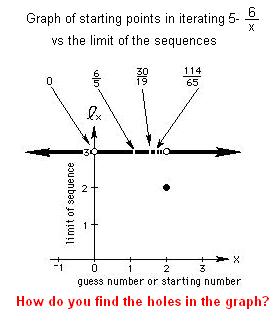 Graph of starting points in iterating 5- 6/x
vs the limit of the sequences
0 6/5 30/19 114/65
ℓx
limit of sequence
3
2
1
-1 0 1 2 3 x
guess number or starting number
How do you find the holes in the graph?